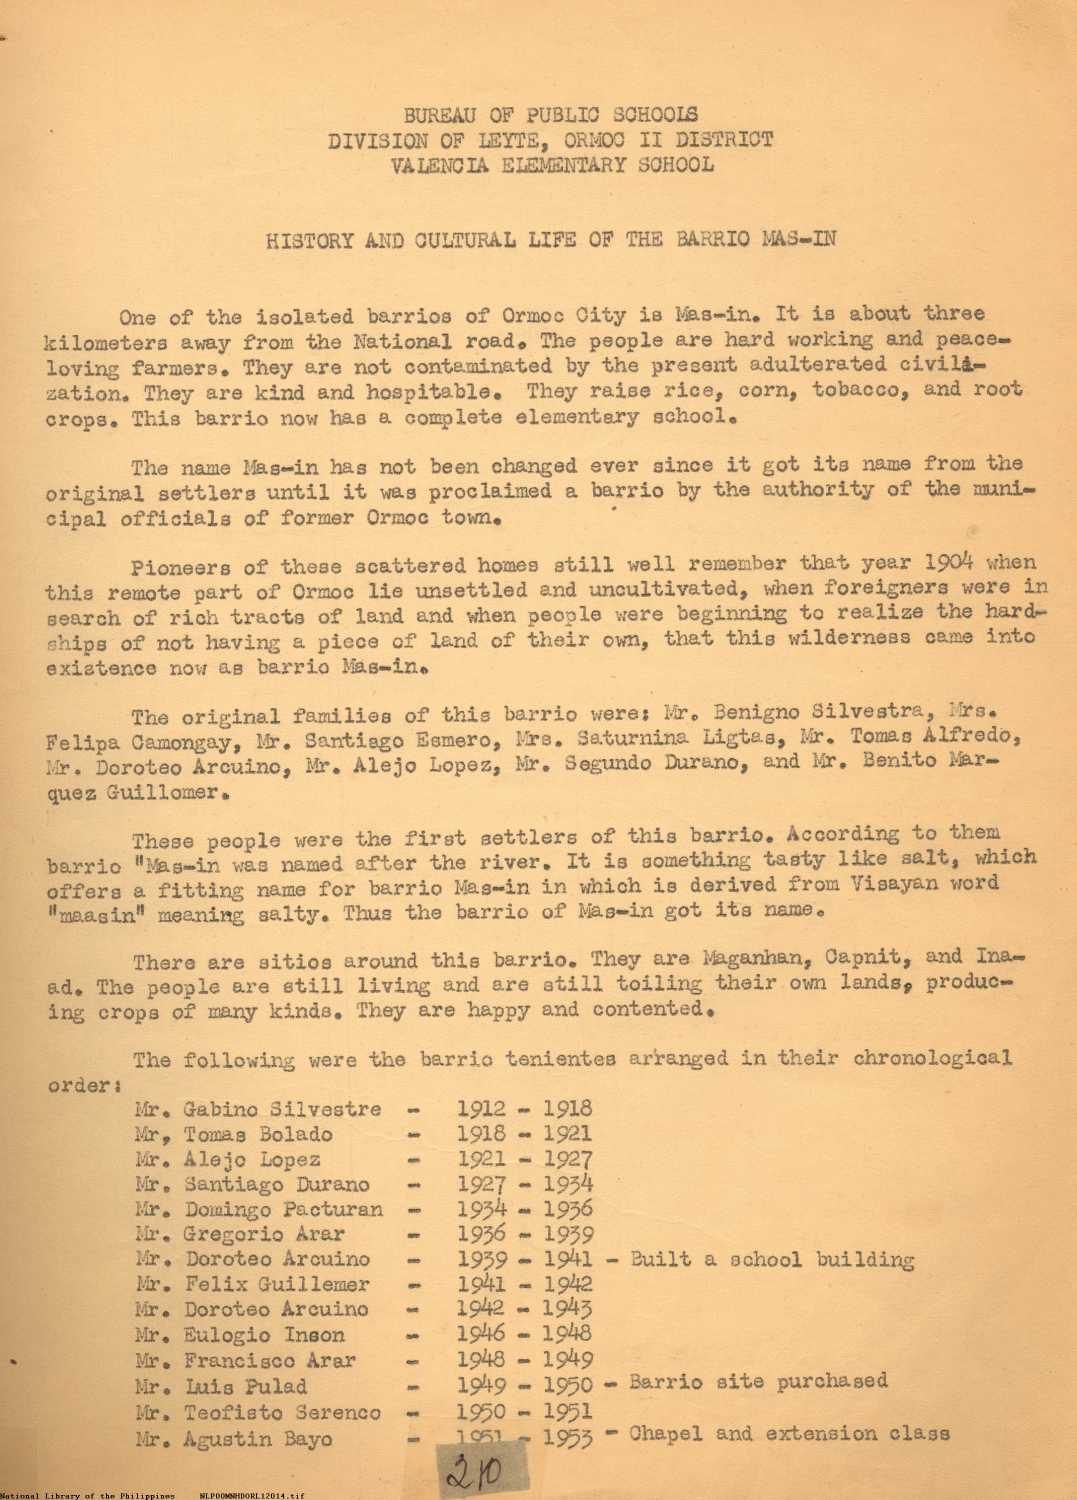 BUREAU OF PUBLIC SCHOOLS
DIVISION OF LEYTE, ORMOC II DISTRICT
VALENCIA ELEMENTARY SCHOOL
HISTORY AND CULTURAL LIFE OF THE BARRIO MAS-IN
One of the isolated barrios of Ormoc City is Mas-in. It is about three
kilometers away from the National road. The people are hard working and peace-
loving farmers. They are not contaminated by the present adulterated civili-
zation. They are kind and hospitable. They raise rice, corn, tobacco, and root
crops. This barrio now has a complete elementary school.
The name Mas-in has not been changed ever since it got its name from the
original settlers until it was proclaimed a barrio by the authority of the muni-
cipal officials of former Ormoc town.
Pioneers of these scattered homes still well remember that year 1904 when
this remote part of Ormoc lie unsettled and uncultivated, when foreigners were in
search of rich tracts of land and when people were beginning to realize the hard-
ships of not having a piece of land of their own, that this wilderness came into
existence now as barrio Mas-in.
The original families of this barrio were: Mr. Benigno Silvestra, Mrs.
Felipa Camongay, Mr. Santiago Esmero, Mrs. Saturnina Ligtas, Mr. Tomas Alfredo,
Mr. Doroteo Arcuino, Mr. Alejo Lopez, Mr. Segundo Durano, and Mr. Benito Mar-
quez Guillomer.
These people were the first settlers of this barrio. According to them
barrio "Mas-in was named after the river. It is something tasty like salt, which
offers a fitting name for barrio Mas-in in which is derived from Visayan word
"maasin" meaning salty. Thus the barrio of Mas-in got its name.
There are sitios around this barrio. They are Maganhan, Capnit, and Ina-
ad. The people are still living and are still toiling their own lands, produc-
ing crops of many kinds. They are happy and contented.
The following were the barrio tenientes arranged in their chronological
order:
Mr. Gabino Silvestre - 1912 - 1918
Mr, Tomas Bolado - 1918 - 1921
Mr. Alejo Lopez - 1921 - 1927
Mr. Santiago Durano - 1927 - 1934
Mr. Domingo Pacturan - 1934 - 1936
Mr. Gregorio Arar - 1936 - 1939
Mr. Doroteo Arcuino - 1939 - 1941 - Built a school building
Mr. Felix Guillemer - 1941 - 1942
Mr. Doroteo Arcuino - 1942 - 1943
Mr. Eulogio Inson - 1946 - 1948
Mr. Francisco Arar - 1948 - 1949
Mr. Luis Pulad - 1949 - 1950 - Barrio site purchased
Mr. Teofisto Serenco - 1950 - 1951
Mr. Agustin Bayo - 1951 - 1953 - Chapel and extension class
210
National Library of the Philippines NLPOOMNHDORL12014.tif